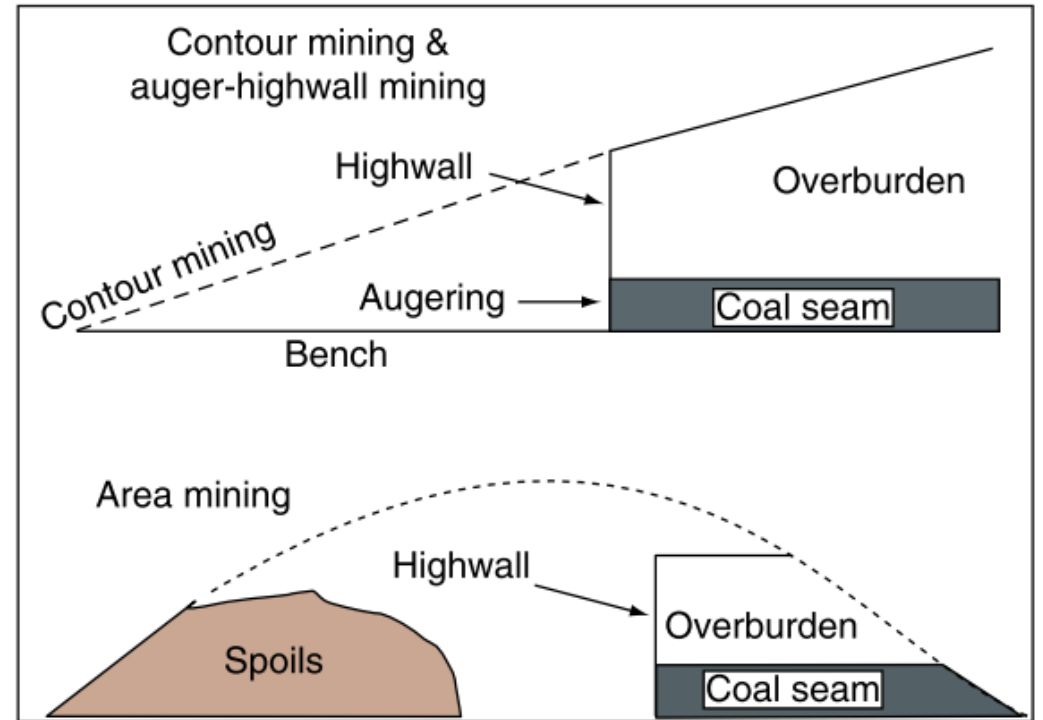 Contour mining &
auger-highwall mining
Highwall
Overburden
Contour mining
Augering
Coal seam
Bench
Area mining
Highwall
Overburden
Spoils
Coal seam